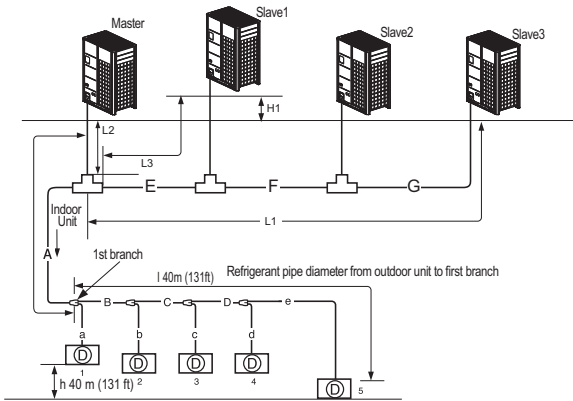 Master
Slave1
Slave2
Slave3
H1
L2
L3
E
F
G
L1
Indoor
Unit
A
1st branch
l 40m (131ft)
Refrigerant pipe diameter from outdoor unit to first branch
B
C
D
e
a
b
c
d
D
1
D
2
D
3
D
4
D
5
h 40 m (131 ft)